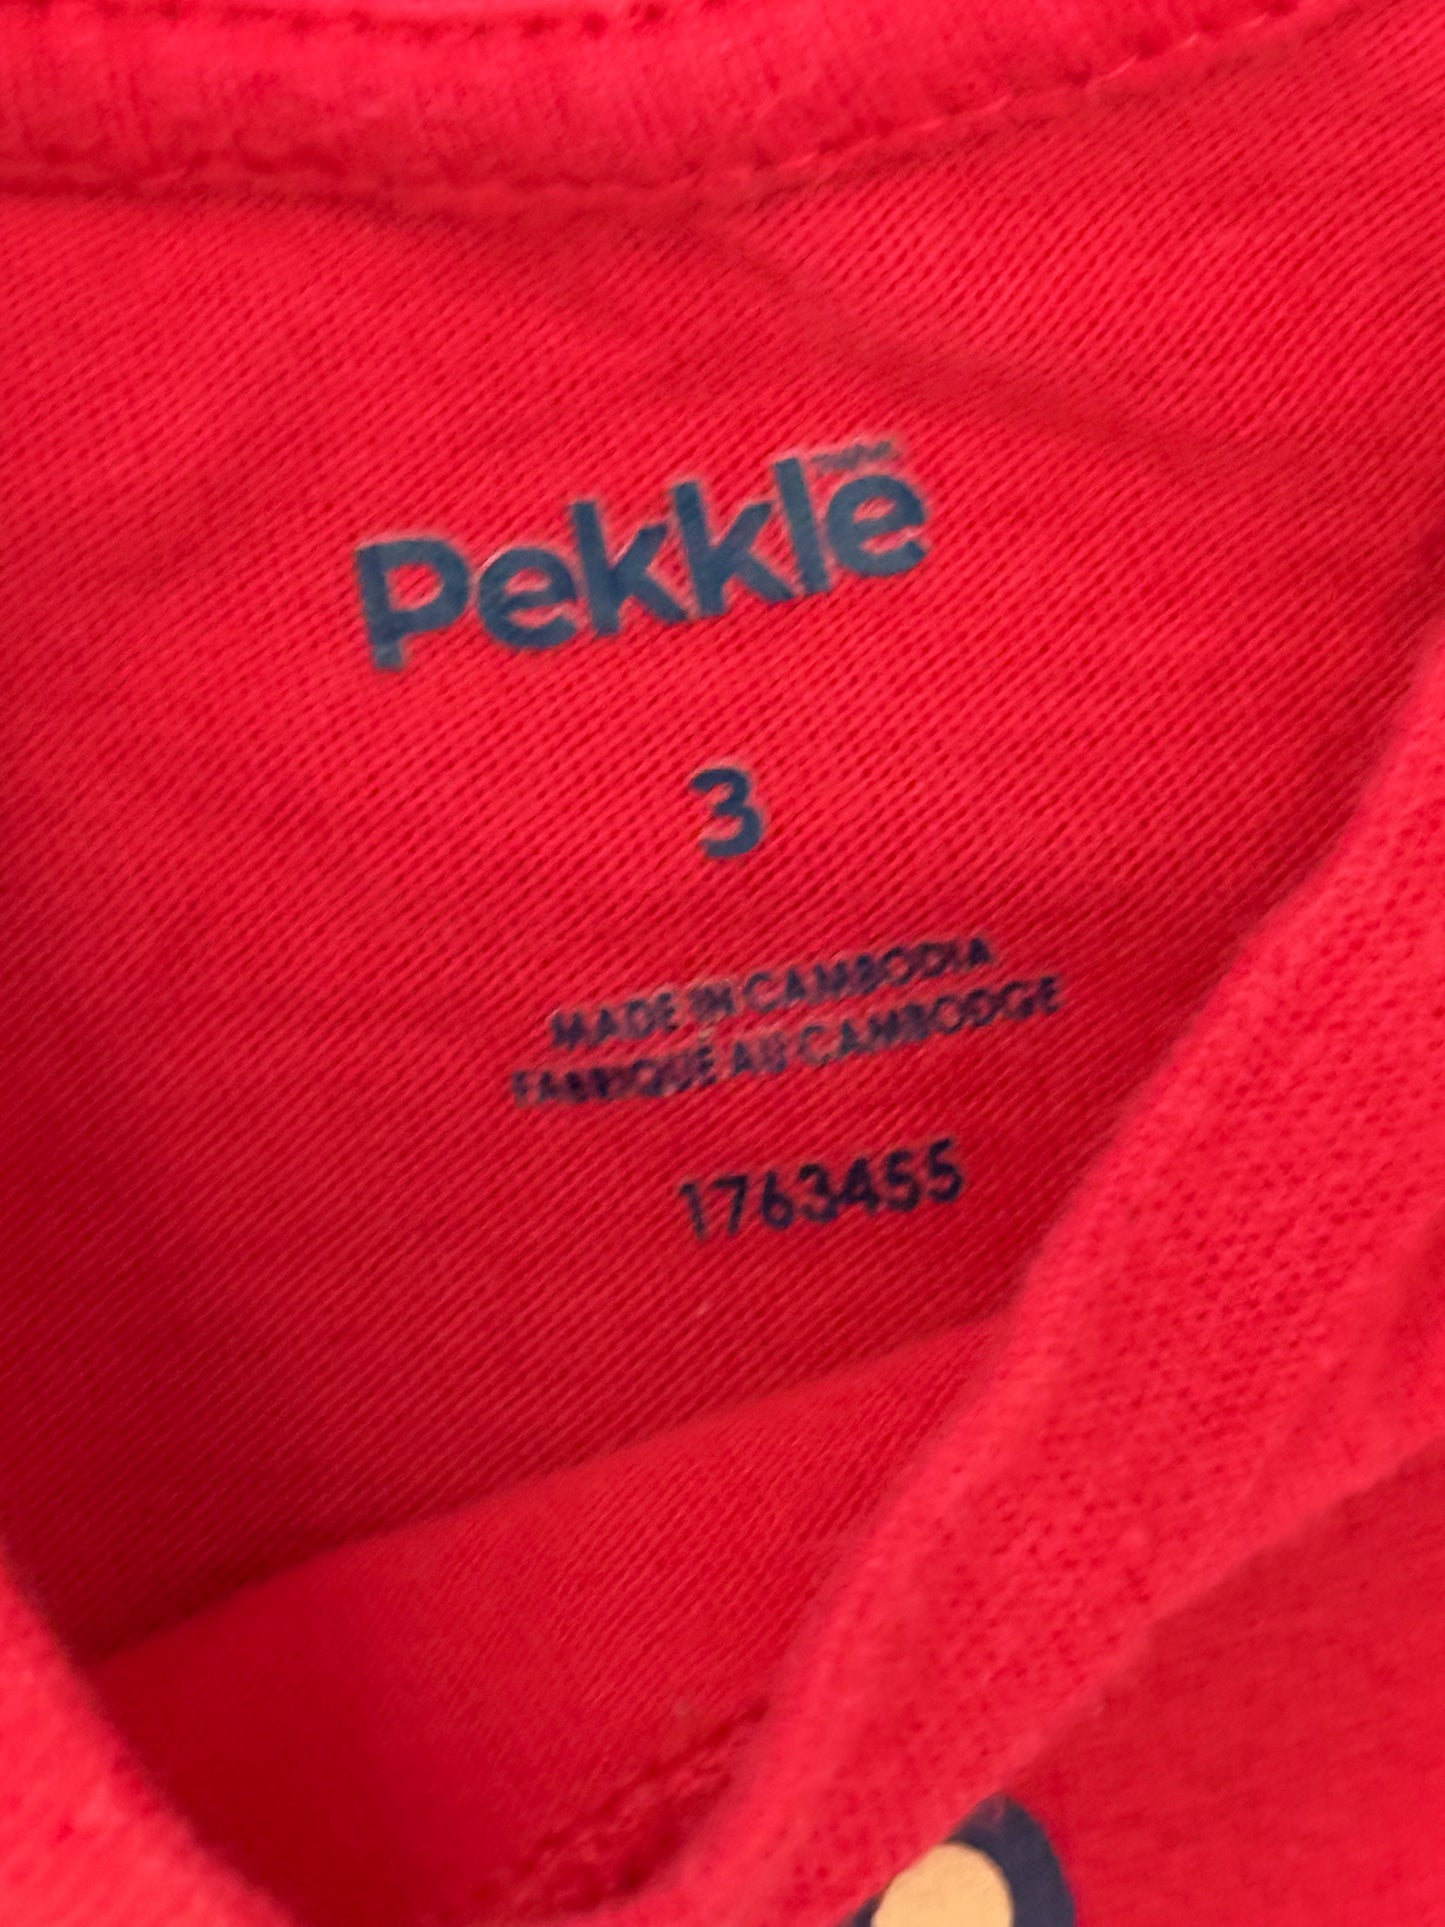 Pekkle
3
MADE IN CAMBODIA
FABRIQUÉ AU CAMBODGE
1763455